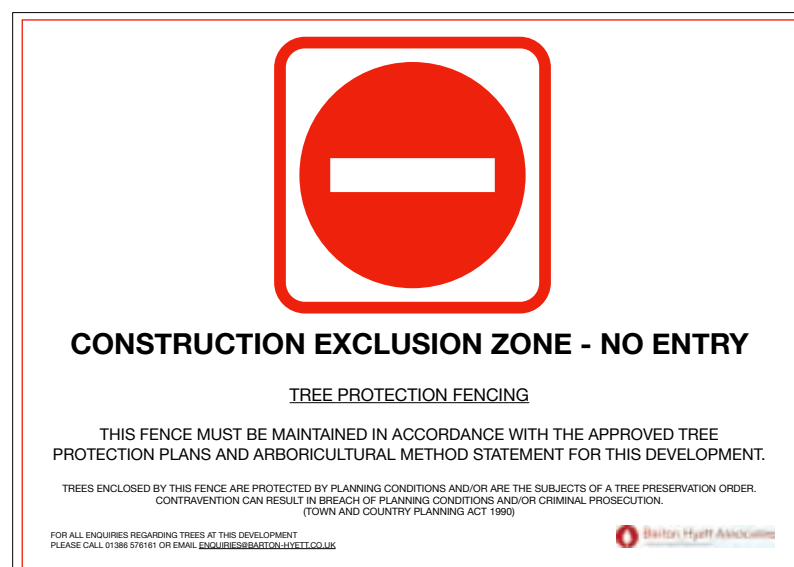 CONSTRUCTION EXCLUSION ZONE - NO ENTRY
TREE PROTECTION FENCING
THIS FENCE MUST BE MAINTAINED IN ACCORDANCE WITH THE APPROVED TREE
PROTECTION PLANS AND ARBORICULTURAL METHOD STATEMENT FOR THIS DEVELOPMENT.
TREES ENCLOSED BY THIS FENCE ARE PROTECTED BY PLANNING CONDITIONS AND/OR ARE THE SUBJECTS OF A TREE PRESERVATION ORDER.
CONTRAVENTION CAN RESULT IN BREACH OF PLANNING CONDITIONS AND/OR CRIMINAL PROSECUTION.
(TOWN AND COUNTRY PLANNING ACT 1990)
FOR ALL ENQUIRIES REGARDING TREES AT THIS DEVELOPMENT
PLEASE CALL 01386 576161 OR EMAIL ENQUIRIES@BARTON-HYETT.CO.UK
Barton Hyett Associates